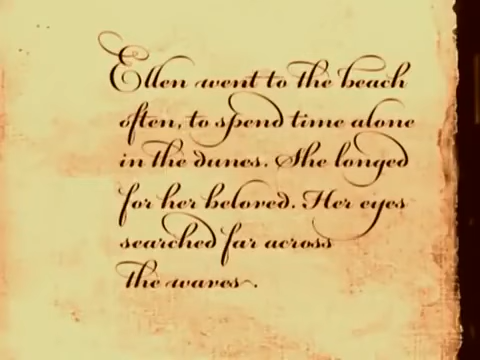 Ellen went to the beach
often, to spend time alone
in the dunes. She longed
for her beloved. Her eyes
searched far across
the waves.